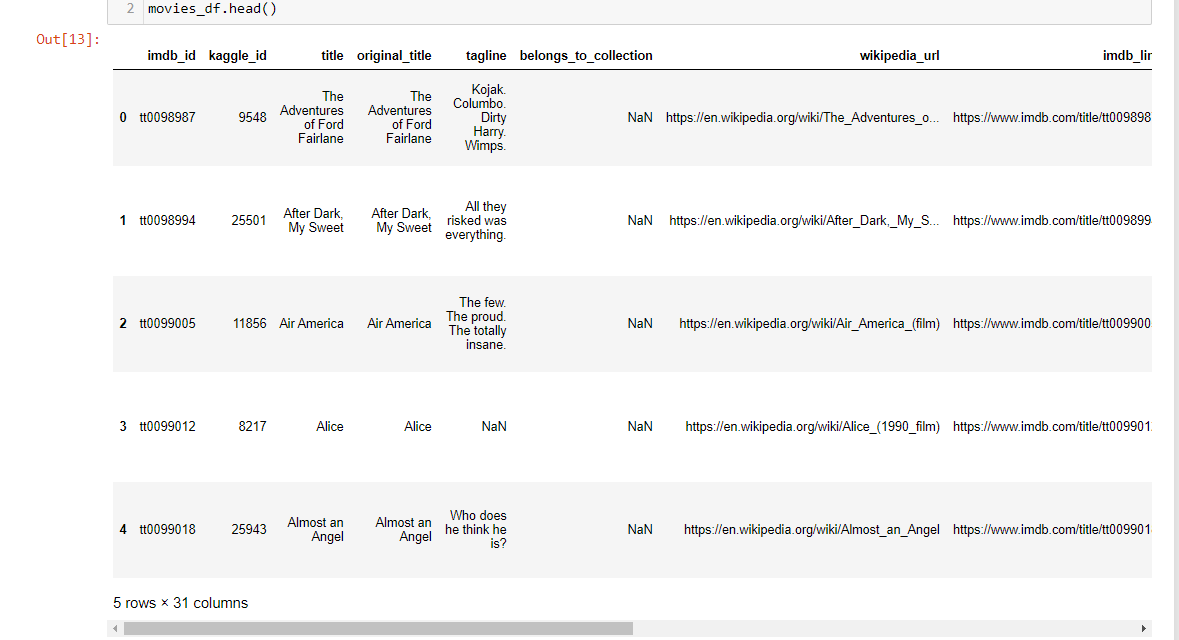 2 movies_df.head()
Out[13]:
imdb_id kaggle_id title original_title tagline belongs_to_collection wikipedia_url imdb_lin
0 tt0098987 9548 The Adventures of Ford Fairlane The Adventures of Ford Fairlane Kojak. Columbo. Dirty Harry. Wimps. NaN https://en.wikipedia.org/wiki/The_Adventures_o... https://www.imdb.com/title/tt009898
1 tt0098994 25501 After Dark, My Sweet After Dark, My Sweet All they risked was everything. NaN https://en.wikipedia.org/wiki/After_Dark,_My_S... https://www.imdb.com/title/tt009899
2 tt0099005 11856 Air America Air America The few. The proud. The totally insane. NaN https://en.wikipedia.org/wiki/Air_America_(film) https://www.imdb.com/title/tt009900
3 tt0099012 8217 Alice Alice NaN NaN https://en.wikipedia.org/wiki/Alice_(1990_film) https://www.imdb.com/title/tt009901
4 tt0099018 25943 Almost an Angel Almost an Angel Who does he think he is? NaN https://en.wikipedia.org/wiki/Almost_an_Angel https://www.imdb.com/title/tt009901
5 rows × 31 columns